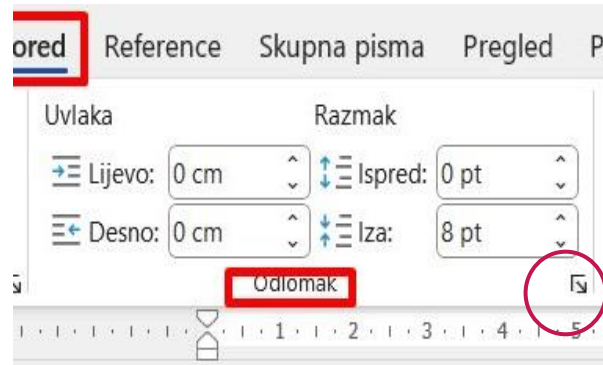 ored Reference Skupna pisma Pregled P
Uvlaka Razmak
Lijevo: 0 cm Ispred: 0 pt
Desno: 0 cm Iza: 8 pt
Odlomak
1 2 3 4 5